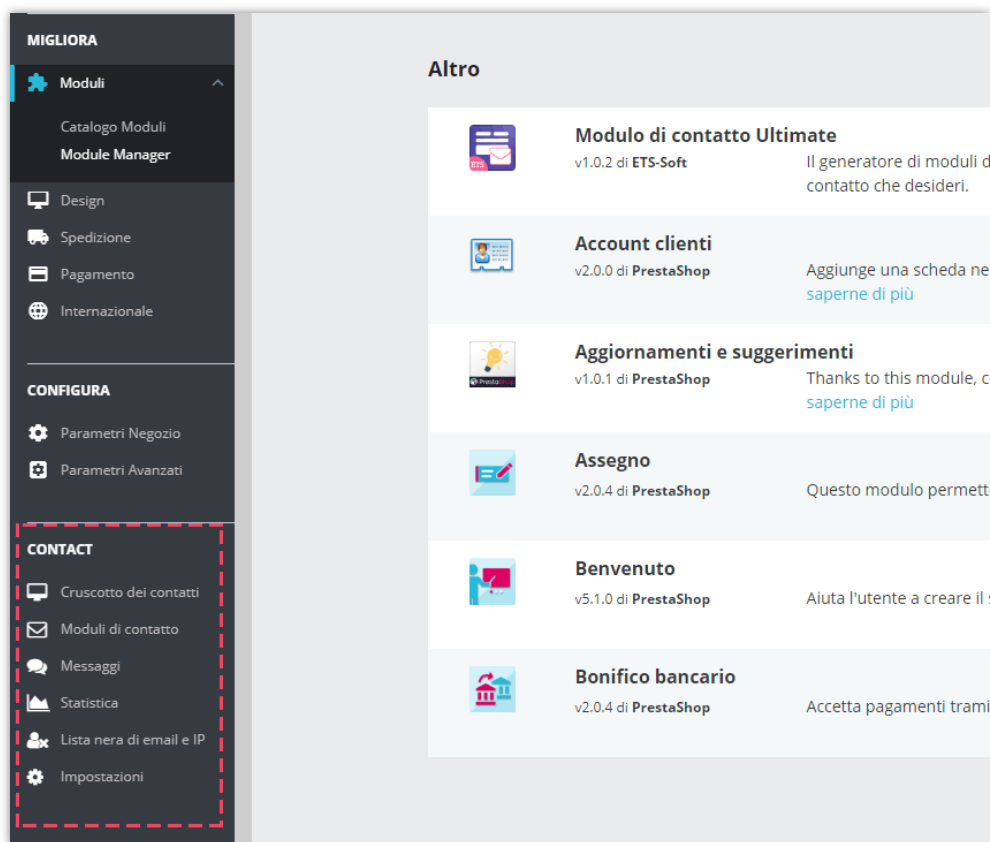 MIGLIORA
Moduli
Catalogo Moduli
Module Manager
Design
Spedizione
Pagamento
Internazionale
CONFIGURA
Parametri Negozio
Parametri Avanzati
CONTACT
Cruscotto dei contatti
Moduli di contatto
Messaggi
Statistica
Lista nera di email e IP
Impostazioni
Altro
ETS
Modulo di contatto Ultimate
v1.0.2 di ETS-Soft
Il generatore di moduli d
contatto che desideri.
Account clienti
v2.0.0 di PrestaShop
Aggiunge una scheda ne
saperne di più
Aggiornamenti e suggerimenti
v1.0.1 di PrestaShop
Thanks to this module, c
saperne di più
PrestaShop
Assegno
v2.0.4 di PrestaShop
Questo modulo permett
Benvenuto
v5.1.0 di PrestaShop
Aiuta l'utente a creare il
Bonifico bancario
v2.0.4 di PrestaShop
Accetta pagamenti trami